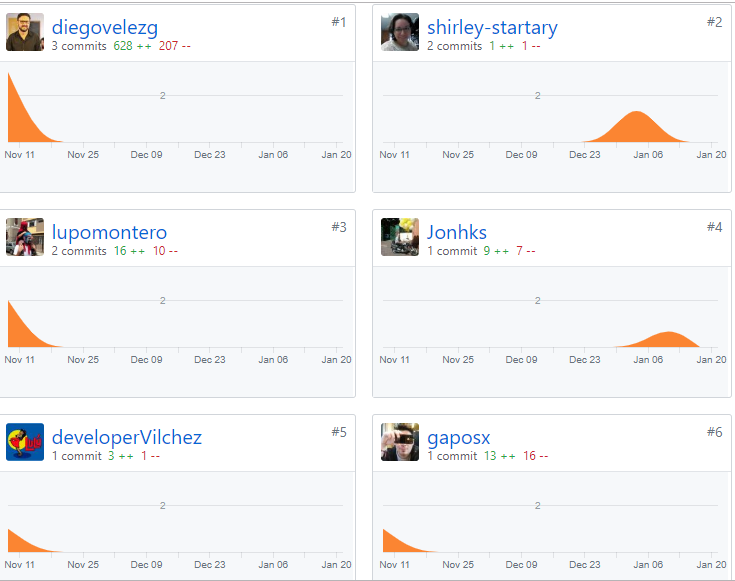 diegovelezg #1
3 commits 628 ++ 207 --
2
Nov 11 Nov 25 Dec 09 Dec 23 Jan 06 Jan 20
shirley-startary #2
2 commits 1 ++ 1 --
2
Nov 11 Nov 25 Dec 09 Dec 23 Jan 06 Jan 20
lupomontero #3
2 commits 16 ++ 10 --
2
Nov 11 Nov 25 Dec 09 Dec 23 Jan 06 Jan 20
Jonhks #4
1 commit 9 ++ 7 --
2
Nov 11 Nov 25 Dec 09 Dec 23 Jan 06 Jan 20
developerVilchez #5
1 commit 3 ++ 1 --
2
Nov 11 Nov 25 Dec 09 Dec 23 Jan 06 Jan 20
gaposx #6
1 commit 13 ++ 16 --
2
Nov 11 Nov 25 Dec 09 Dec 23 Jan 06 Jan 20